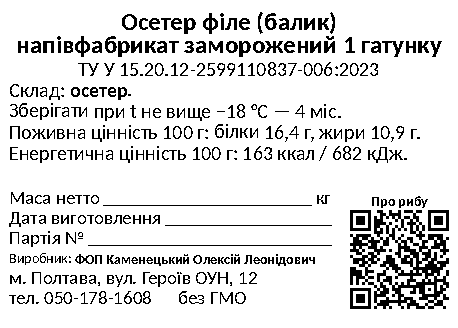 Осетер філе (балик)
напівфабрикат заморожений 1 гатунку
ТУ У 15.20.12-2599110837-006:2023
Склад: осетер.
Зберігати при t не вище −18 °C — 4 міс.
Поживна цінність 100 г: білки 16,4 г, жири 10,9 г.
Енергетична цінність 100 г: 163 ккал / 682 кДж.
Маса нетто ____________________ кг
Про рибу
Дата виготовлення ________________
Партія № ________________________
Виробник: ФОП Каменецький Олексій Леонідович
м. Полтава, вул. Героїв ОУН, 12
тел. 050-178-1608 без ГМО